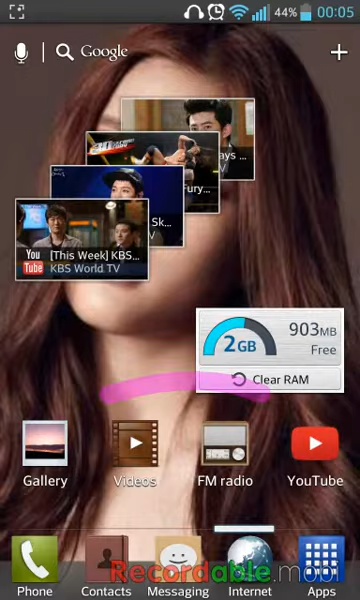 44% 00:05
Google
ays ...
Fury...
Sk...
V
You
Tube
[This Week] KBS...
KBS World TV
2GB
903MB
Free
Clear RAM
Gallery
Videos
FM radio
YouTube
Phone
Contacts
Messaging
Internet
Apps
Recordable.mobi